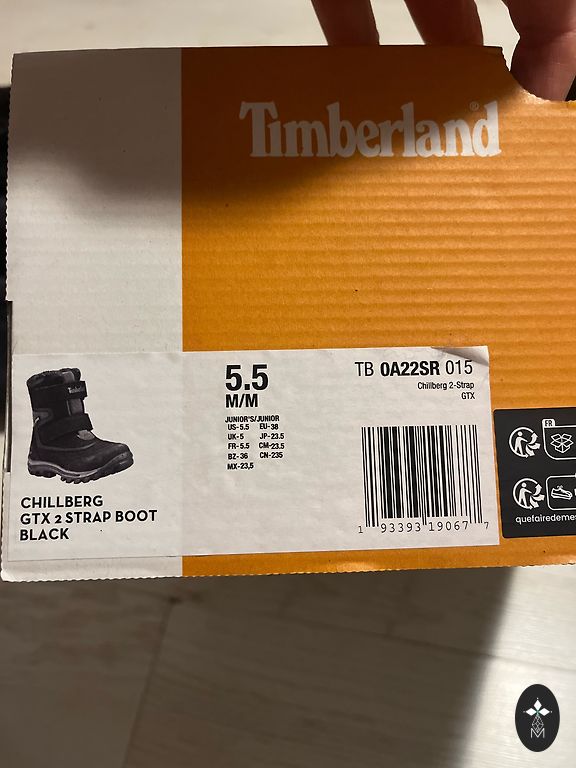 Timberland®
5.5
M/M
JUNIOR'S/JUNIOR
US-5.5 EU-38
UK-5 JP-23.5
FR-5.5 CM-23.5
BZ-36 CN-235
MX-23,5
TB 0A22SR 015
Chillberg 2-Strap
GTX
1 93393 19067 7
Timberland
CHILLBERG
GTX 2 STRAP BOOT
BLACK
FR
quefairedemes
M